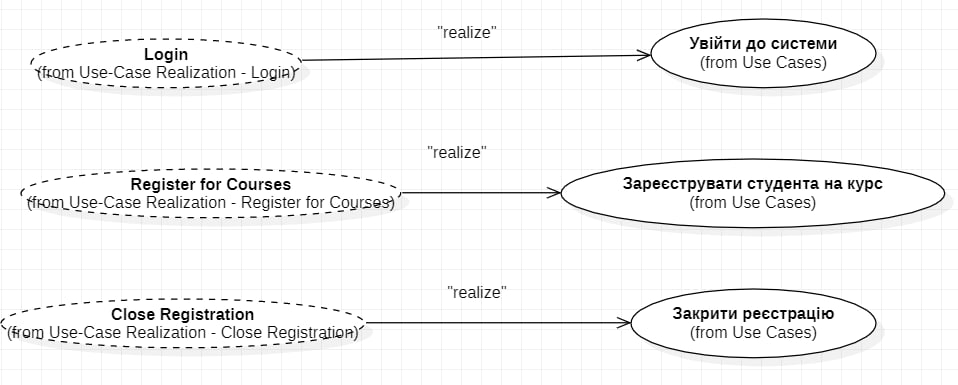 "realize"
Login
(from Use-Case Realization - Login)
Увійти до системи
(from Use Cases)
"realize"
Register for Courses
(from Use-Case Realization - Register for Courses)
Зареєструвати студента на курс
(from Use Cases)
"realize"
Close Registration
(from Use-Case Realization - Close Registration)
Закрити реєстрацію
(from Use Cases)